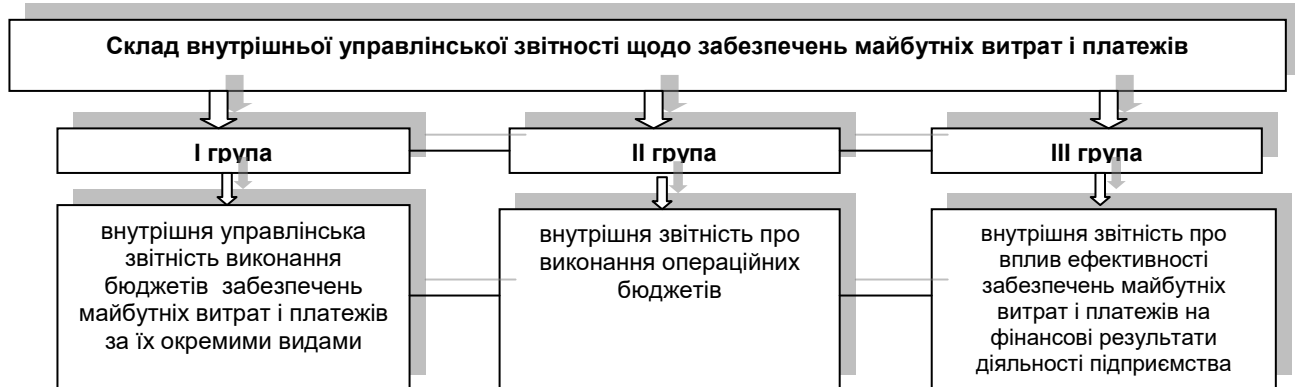 Склад внутрішньої управлінської звітності щодо забезпечень майбутніх витрат і платежів
І група
ІІ група
ІІІ група
внутрішня управлінська
звітність виконання
бюджетів забезпечень
майбутніх витрат і платежів
за їх окремими видами
внутрішня звітність про
виконання операційних
бюджетів
внутрішня звітність про
вплив ефективності
забезпечень майбутніх
витрат і платежів на
фінансові результати
діяльності підприємства